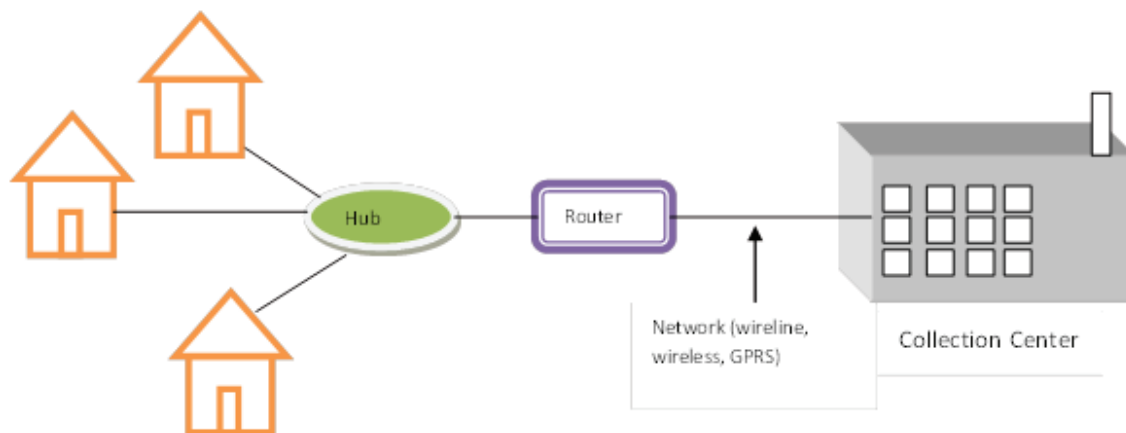 Hub
Router
Network (wireline,
wireless, GPRS)
Collection Center